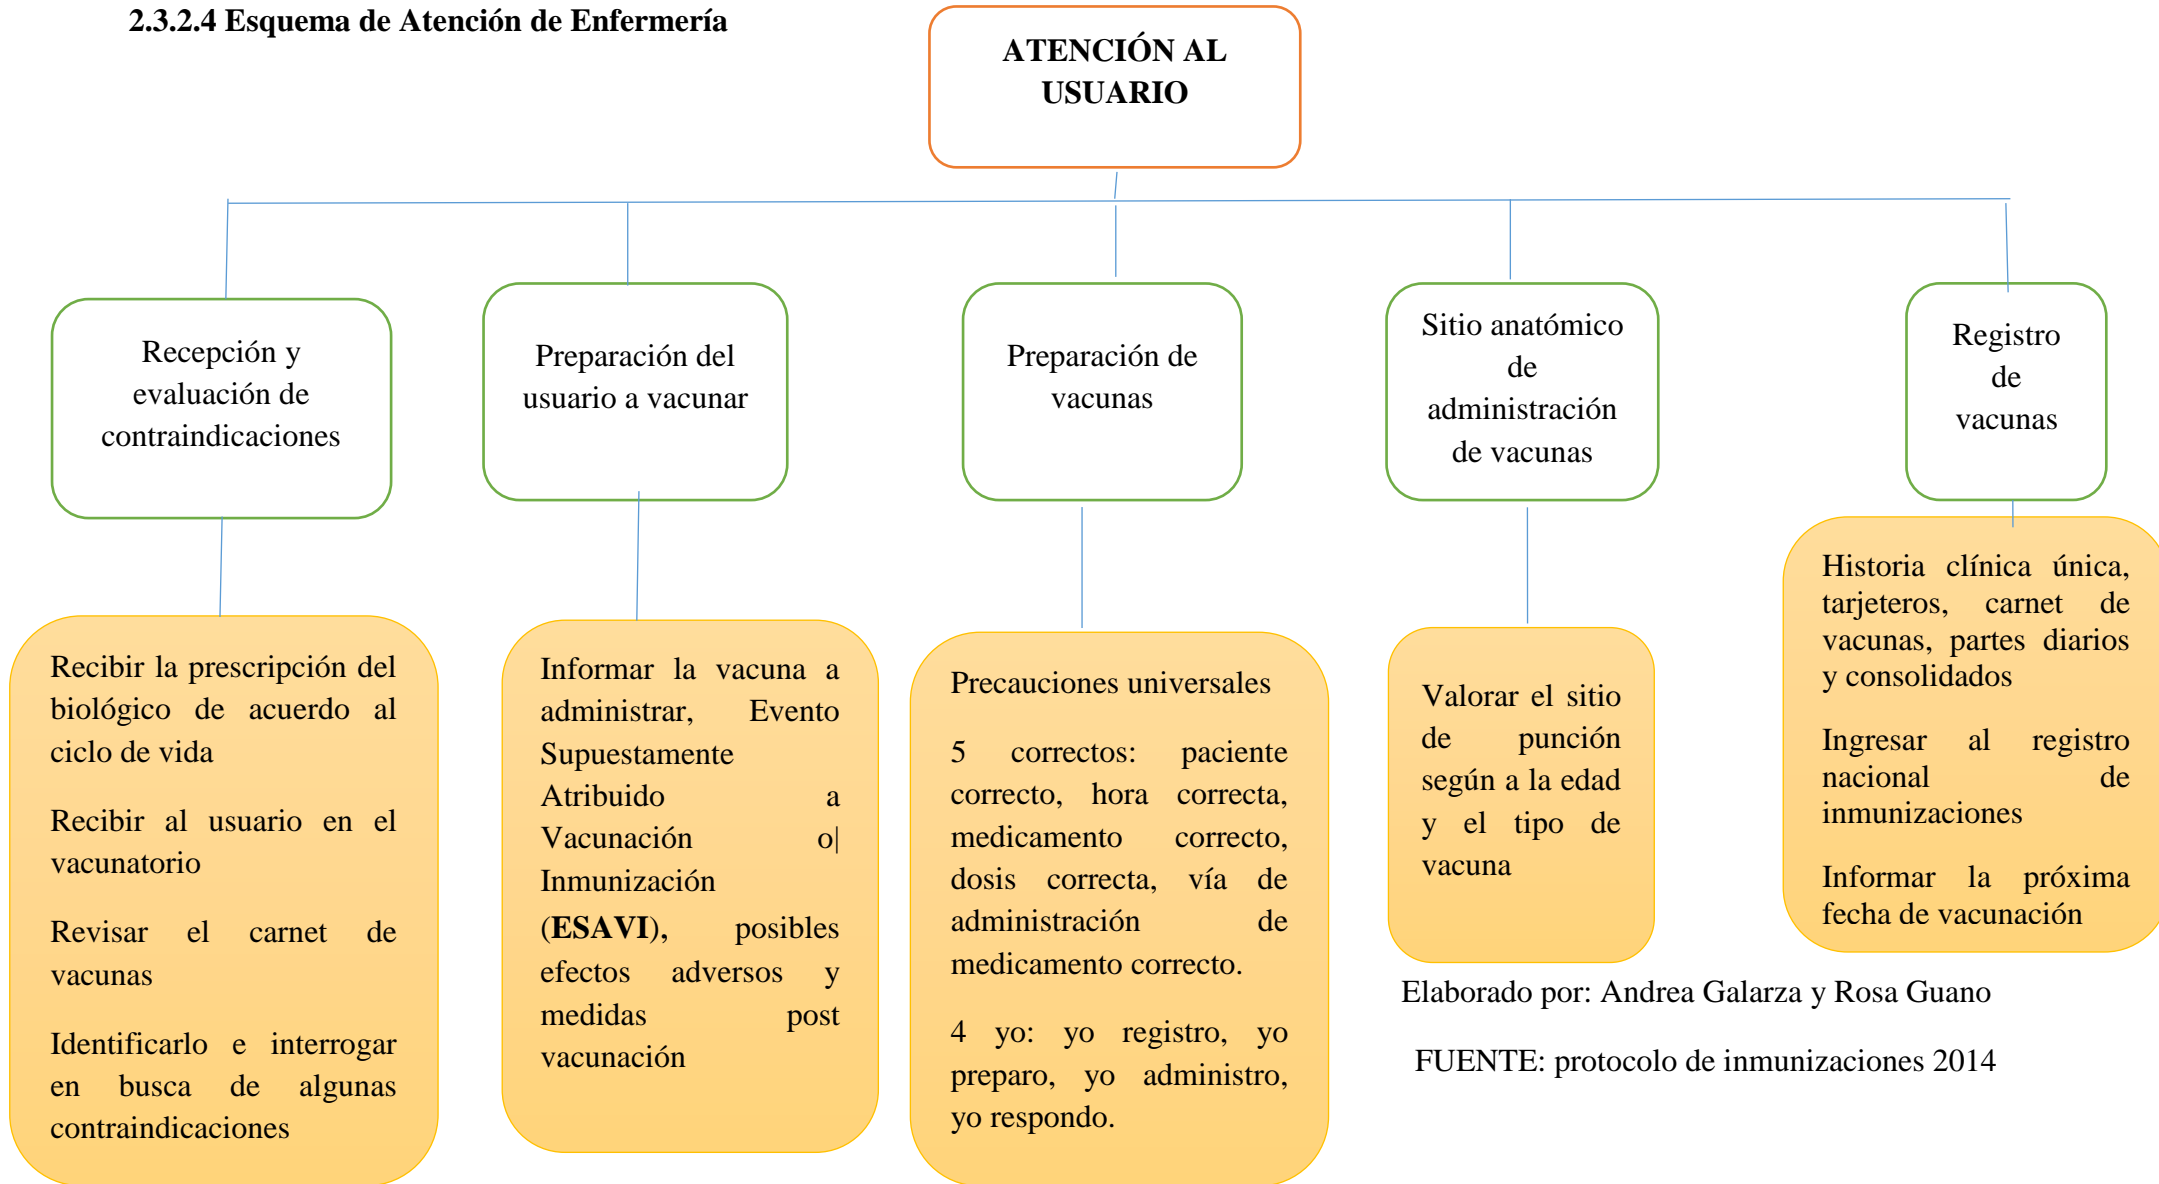 2.3.2.4 Esquema de Atención de Enfermería
ATENCIÓN AL
USUARIO
Recepción y
evaluación de
contraindicaciones
Preparación del
usuario a vacunar
Preparación de
vacunas
Sitio anatómico
de
administración
de vacunas
Registro
de
vacunas
Recibir la prescripción del
biológico de acuerdo al
ciclo de vida
Recibir al usuario en el
vacunatorio
Revisar el carnet de
vacunas
Identificarlo e interrogar
en busca de algunas
contraindicaciones
Informar la vacuna a
administrar, Evento
Supuestamente
Atribuido a
Vacunación o|
Inmunización
(ESAVI), posibles
efectos adversos y
medidas post
vacunación
Precauciones universales
5 correctos: paciente
correcto, hora correcta,
medicamento correcto,
dosis correcta, vía de
administración de
medicamento correcto.
4 yo: yo registro, yo
preparo, yo administro,
yo respondo.
Valorar el sitio
de punción
según a la edad
y el tipo de
vacuna
Historia clínica única,
tarjeteros, carnet de
vacunas, partes diarios
y consolidados
Ingresar al registro
nacional de
inmunizaciones
Informar la próxima
fecha de vacunación
Elaborado por: Andrea Galarza y Rosa Guano
FUENTE: protocolo de inmunizaciones 2014